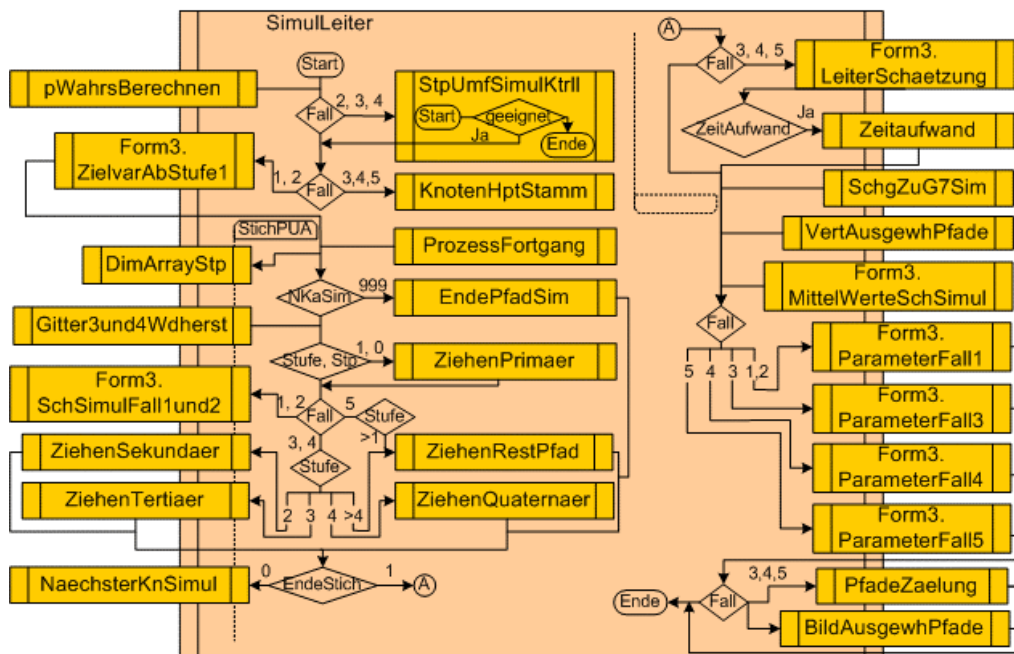 SimulLeiter
Start
pWahrsBerechnen
Fall
2, 3, 4
StpUmfSimulKtrll
Start
geeignet
Ja
Ende
Form3.
ZielvarAbStufe1
1, 2
Fall
3,4,5
KnotenHptStamm
StichPUA
ProzessFortgang
DimArrayStp
NKaSim
999
EndePfadSim
Gitter3und4Wdherst
Stufe, Stp
1, 0
ZiehenPrimaer
Form3.
SchSimulFall1und2
1, 2
Fall
5
Stufe
>1
3, 4
Stufe
ZiehenSekundaer
ZiehenRestPfad
ZiehenTertiaer
2
3
4
>4
ZiehenQuaternaer
NaechsterKnSimul
0
EndeStich
1
A
A
Fall
3, 4, 5
Form3.
LeiterSchaetzung
ZeitAufwand
Ja
Zeitaufwand
SchgZuG7Sim
VertAusgewhPfade
Form3.
MittelWerteSchSimul
Fall
5
4
3
1,2
Form3.
ParameterFall1
Form3.
ParameterFall3
Form3.
ParameterFall4
Form3.
ParameterFall5
Ende
Fall
3,4,5
PfadeZaelung
BildAusgewhPfade